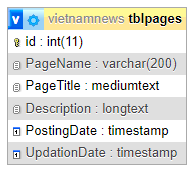 v vietnamnews tblpages
id : int(11)
PageName : varchar(200)
PageTitle : mediumtext
Description : longtext
PostingDate : timestamp
UpdationDate : timestamp